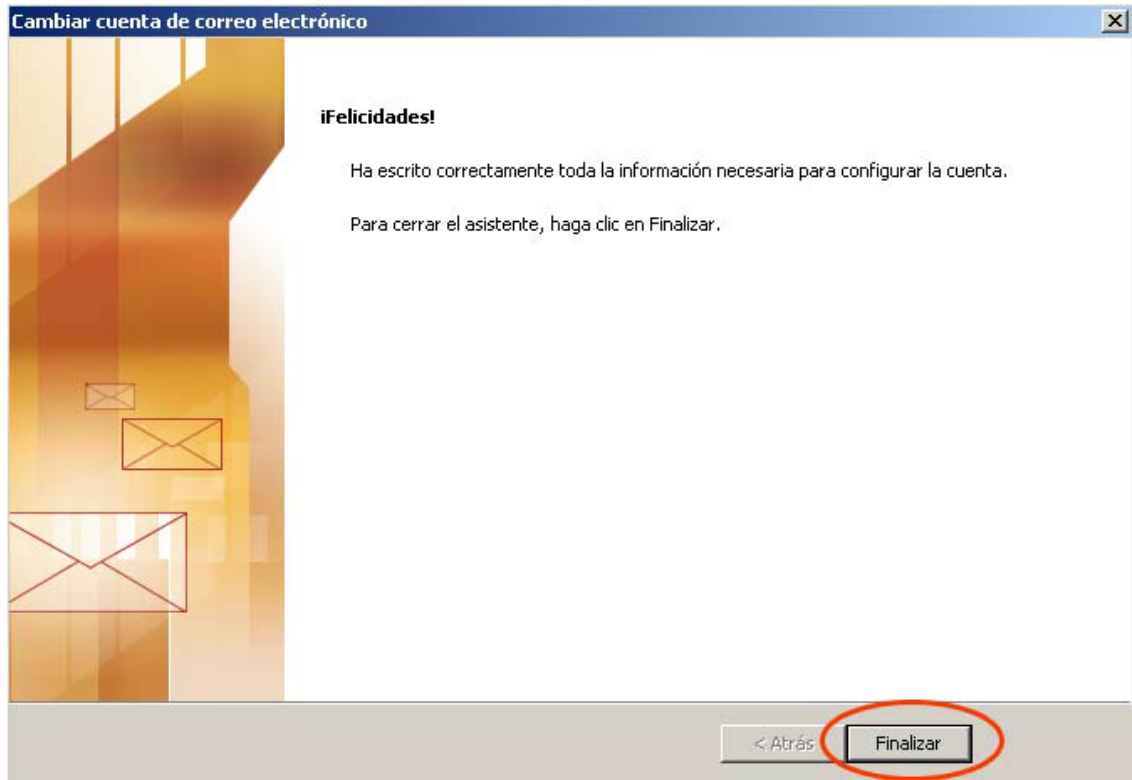 Cambiar cuenta de correo electrónico
¡Felicidades!
Ha escrito correctamente toda la información necesaria para configurar la cuenta.
Para cerrar el asistente, haga clic en Finalizar.
< Atrás
Finalizar